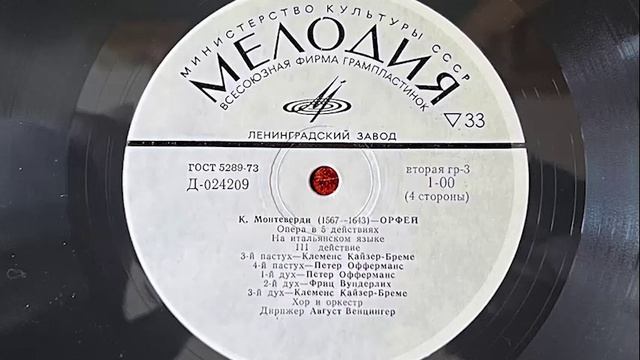 МИНИСТЕРСТВО КУЛЬТУРЫ СССР
МЕЛОДИЯ
ВСЕСОЮЗНАЯ ФИРМА ГРАМПЛАСТИНОК
▽33
ЛЕНИНГРАДСКИЙ ЗАВОД
ГОСТ 5289-73
Д-024209
вторая гр-3
1-00
(4 стороны)
К. Монтеверди (1567—1643)—ОРФЕЙ
Опера в 5 действиях
На итальянском языке
III действие
3-й пастух—Клеменс Кайзер-Бреме
4-й пастух—Петер Офферманс
1-й дух—Петер Офферманс
2-й дух—Фриц Вундерлих
3-й дух—Клеменс Кайзер-Бреме
Хор и оркестр
Дирижер Август Венцингер